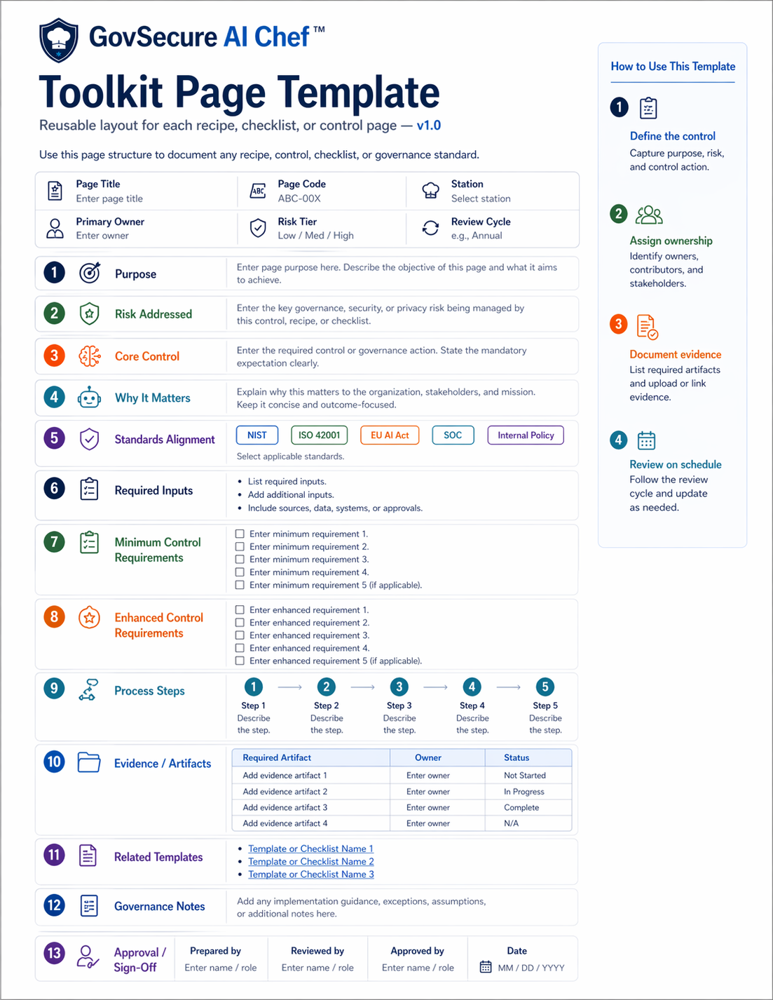 GovSecure AI Chef™
Toolkit Page Template
Reusable layout for each recipe, checklist, or control page — v1.0
Use this page structure to document any recipe, control, checklist, or governance standard.
Page Title
Enter page title
ABC
Page Code
ABC-00X
Station
Select station
Primary Owner
Enter owner
Risk Tier
Low / Med / High
Review Cycle
e.g., Annual
1
Purpose
Enter page purpose here. Describe the objective of this page and what it aims
to achieve.
2
Risk Addressed
Enter the key governance, security, or privacy risk being managed by
this control, recipe, or checklist.
3
Core Control
Enter the required control or governance action. State the mandatory
expectation clearly.
4
Why It Matters
Explain why this matters to the organization, stakeholders, and mission.
Keep it concise and outcome-focused.
5
Standards Alignment
NIST
ISO 42001
EU AI Act
SOC
Internal Policy
Select applicable standards.
6
Required Inputs
• List required inputs.
• Add additional inputs.
• Include sources, data, systems, or approvals.
7
Minimum Control
Requirements
Enter minimum requirement 1.
Enter minimum requirement 2.
Enter minimum requirement 3.
Enter minimum requirement 4.
Enter minimum requirement 5 (if applicable).
8
Enhanced Control
Requirements
Enter enhanced requirement 1.
Enter enhanced requirement 2.
Enter enhanced requirement 3.
Enter enhanced requirement 4.
Enter enhanced requirement 5 (if applicable).
9
Process Steps
1
Step 1
Describe
the step.
2
Step 2
Describe
the step.
3
Step 3
Describe
the step.
4
Step 4
Describe
the step.
5
Step 5
Describe
the step.
10
Evidence / Artifacts
Required Artifact Owner Status
Add evidence artifact 1 Enter owner Not Started
Add evidence artifact 2 Enter owner In Progress
Add evidence artifact 3 Enter owner Complete
Add evidence artifact 4 Enter owner N/A
11
Related Templates
• Template or Checklist Name 1
• Template or Checklist Name 2
• Template or Checklist Name 3
12
Governance Notes
Add any implementation guidance, exceptions, assumptions,
or additional notes here.
13
Approval /
Sign-Off
Prepared by
Enter name / role
Reviewed by
Enter name / role
Approved by
Enter name / role
Date
MM / DD / YYYY
How to Use This Template
1
Define the control
Capture purpose, risk,
and control action.
2
Assign ownership
Identify owners,
contributors, and
stakeholders.
3
Document evidence
List required artifacts
and upload or link
evidence.
4
Review on schedule
Follow the review
cycle and update
as needed.